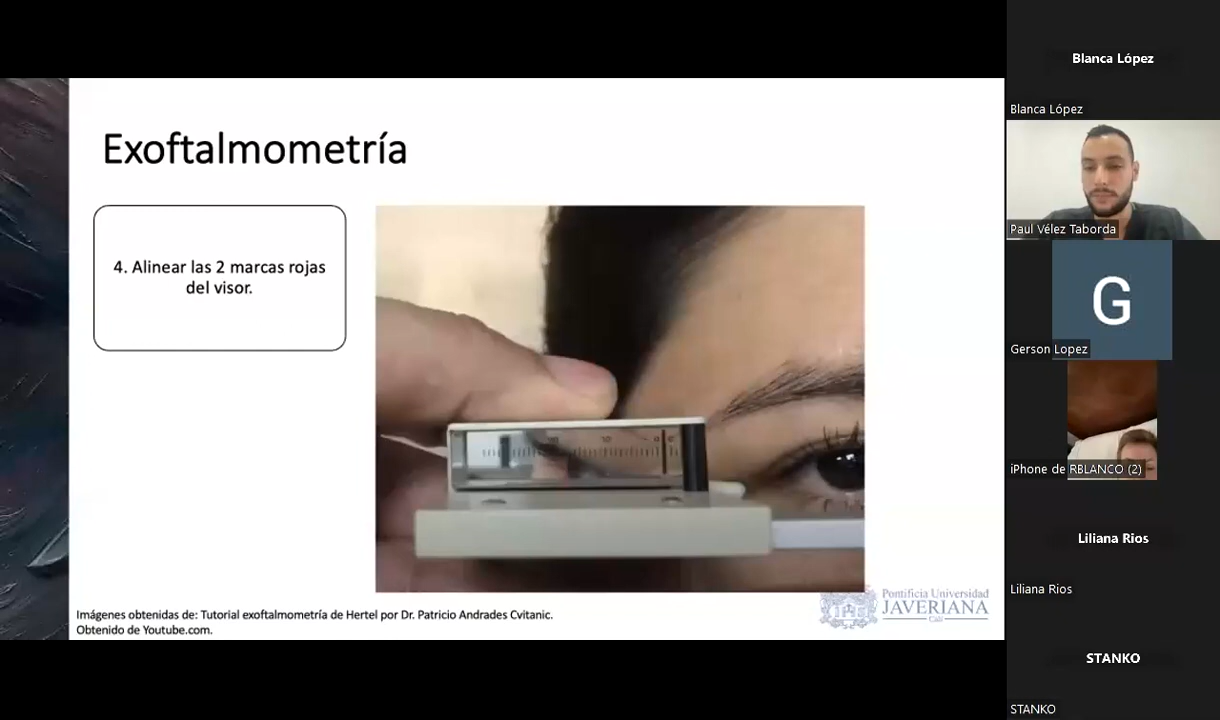 Exoftalmometría
4. Alinear las 2 marcas rojas
del visor.
Imágenes obtenidas de: Tutorial exoftalmometría de Hertel por Dr. Patricio Andrades Cvitanic.
Obtenido de Youtube.com.
Pontificia Universidad
JAVERIANA
Blanca López
Blanca López
Paul Vélez Taborda
G
Gerson Lopez
iPhone de RBLANCO (2)
Liliana Rios
Liliana Rios
STANKO
STANKO